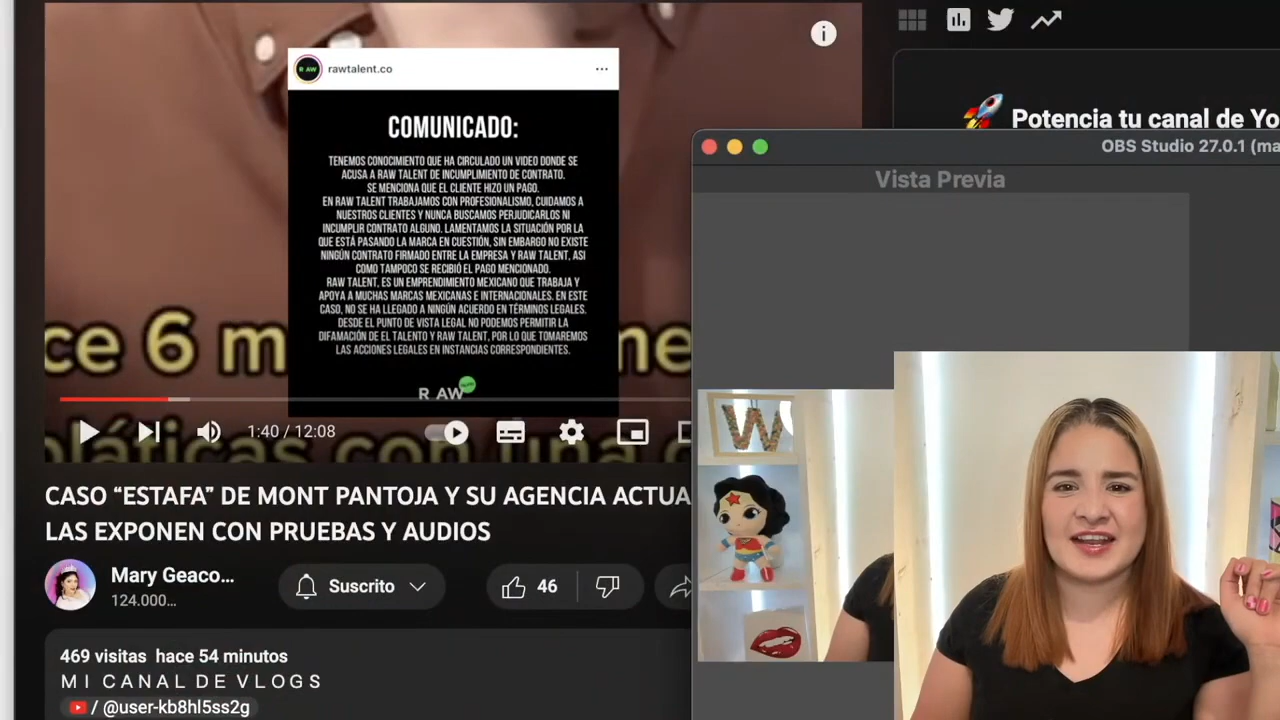 rawtalent.co
COMUNICADO:
TENEMOS CONOCIMIENTO QUE HA CIRCULADO UN VIDEO DONDE SE
ACUSA A RAW TALENT DE INCUMPLIMIENTO DE CONTRATO.
SE MENCIONA QUE EL CLIENTE HIZO UN PAGO.
EN RAW TALENT TRABAJAMOS CON PROFESIONALISMO, CUIDAMOS A
NUESTROS CLIENTES Y NUNCA BUSCAMOS PERJUDICARLOS NI
INCUMPLIR CONTRATO ALGUNO. LAMENTAMOS LA SITUACIÓN POR LA
QUE ESTÁ PASANDO LA MARCA EN CUESTIÓN, SIN EMBARGO NO EXISTE
NINGÚN CONTRATO FIRMADO ENTRE LA EMPRESA Y RAW TALENT, ASI
COMO TAMPOCO SE RECIBIÓ EL PAGO MENCIONADO.
RAW TALENT, ES UN EMPRENDIMIENTO MEXICANO QUE TRABAJA Y
APOYA A MUCHAS MARCAS MEXICANAS E INTERNACIONALES. EN ESTE
CASO, NO SE HA LLEGADO A NINGÚN ACUERDO EN TÉRMINOS LEGALES.
DESDE EL PUNTO DE VISTA LEGAL NO PODEMOS PERMITIR LA
DIFAMACIÓN DE EL TALENTO Y RAW TALENT, POR LO QUE TOMAREMOS
LAS ACCIONES LEGALES EN INSTANCIAS CORRESPONDIENTES.
R AW
ce 6 m
me
1:40 / 12:08
pláticas con una
CASO “ESTAFA” DE MONT PANTOJA Y SU AGENCIA ACTUA
LAS EXPONEN CON PRUEBAS Y AUDIOS
Mary Geaco...
124.000...
Suscrito
46
469 visitas hace 54 minutos
M I C A N A L D E V L O G S
/ @user-kb8hl5ss2g
Potencia tu canal de Yo
OBS Studio 27.0.1 (ma
Vista Previa
W